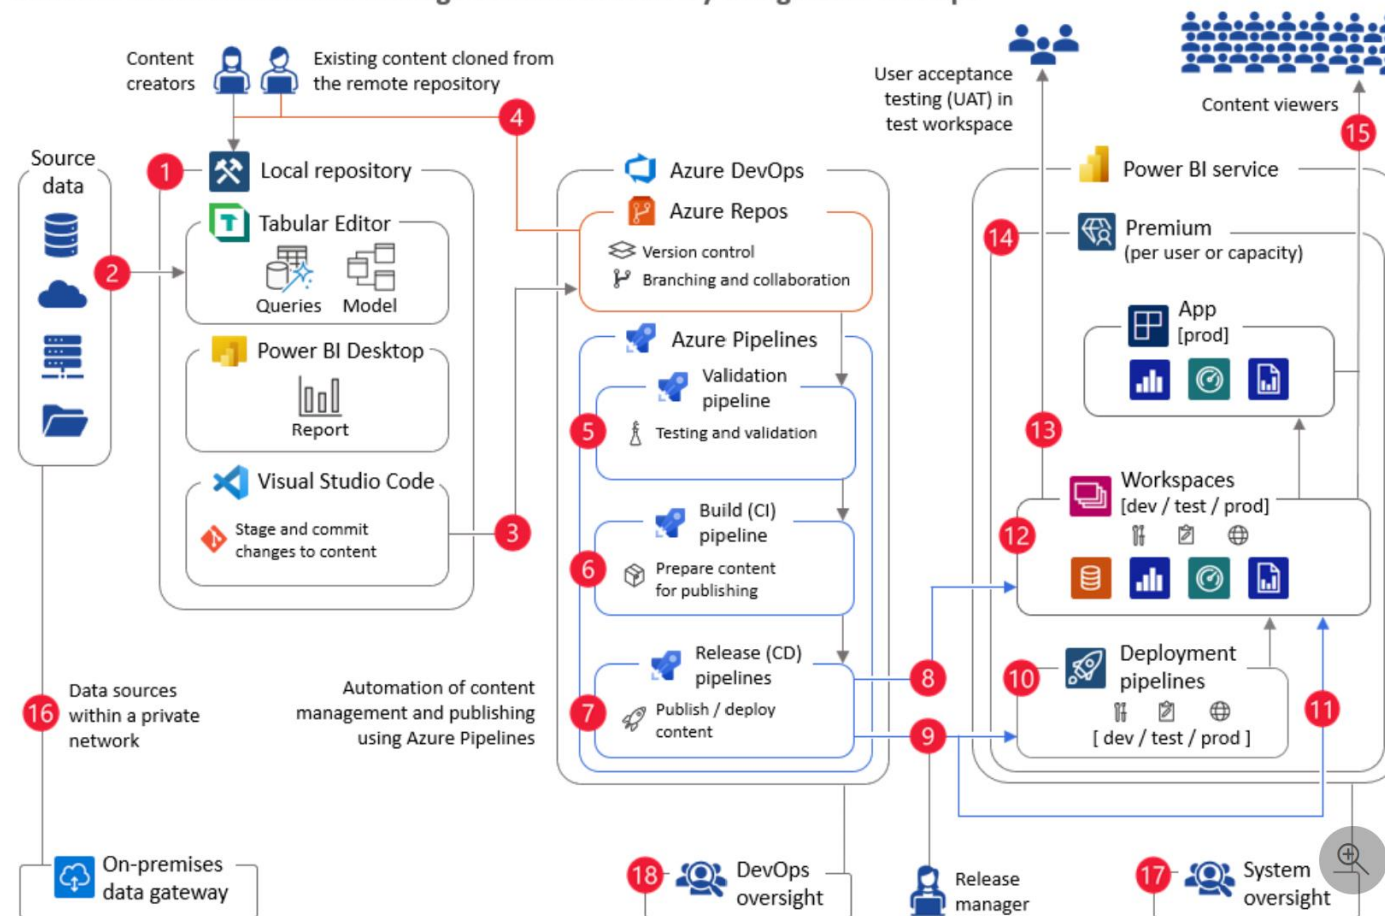 Content
creators
Existing content cloned from
the remote repository
4
User acceptance
testing (UAT) in
test workspace
Content viewers
15
Source
data
1
Local repository
Azure DevOps
Power BI service
Tabular Editor
Azure Repos
14
Premium
(per user or capacity)
2
Queries
Model
Version control
Branching and collaboration
App
[prod]
Power BI Desktop
Report
Azure Pipelines
Validation
pipeline
5
Testing and validation
13
Visual Studio Code
Stage and commit
changes to content
3
Build (CI)
pipeline
6
Prepare content
for publishing
Workspaces
[dev / test / prod]
12
Release (CD)
pipelines
7
Publish / deploy
content
8
9
Deployment
pipelines
10
[ dev / test / prod ]
11
16
Data sources
within a private
network
Automation of content
management and publishing
using Azure Pipelines
On-premises
data gateway
18
DevOps
oversight
Release
manager
17
System
oversight